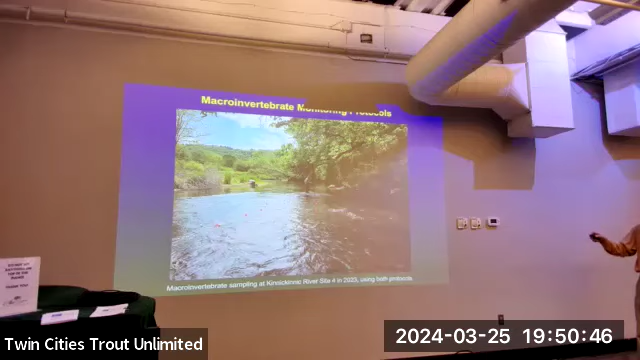 Macroinvertebrate Monitoring Protocols
Macroinvertebrate sampling at Kinnickinnic River Site 4 in 2023, using both protocols
Twin Cities Trout Unlimited
2024-03-25 19:50:46